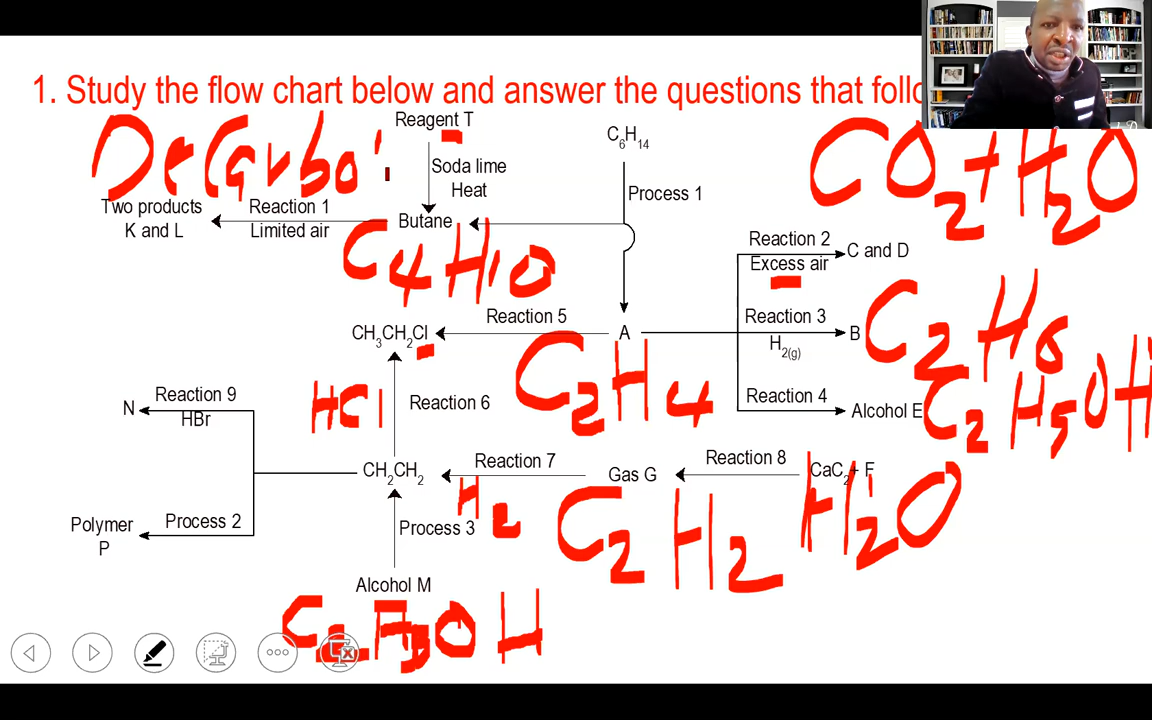 1. Study the flow chart below and answer the questions that follo
Reagent T
C6H14
Decarbo
CO2+H2O
Soda lime
Heat
Process 1
Two products
K and L
Reaction 1
Limited air
Butane
C4H10
Reaction 2
Excess air
C and D
CH3CH2Cl
Reaction 5
A
Reaction 3
H2(g)
B
C2H6
C2H4
HCl
Reaction 6
N
Reaction 9
HBr
Reaction 4
Alcohol E
C2H5OH
CH2CH2
Reaction 7
H2
Gas G
C2H2
Reaction 8
CaC2+ F
H2O
Polymer
P
Process 2
Process 3
Alcohol M
C2H5OH